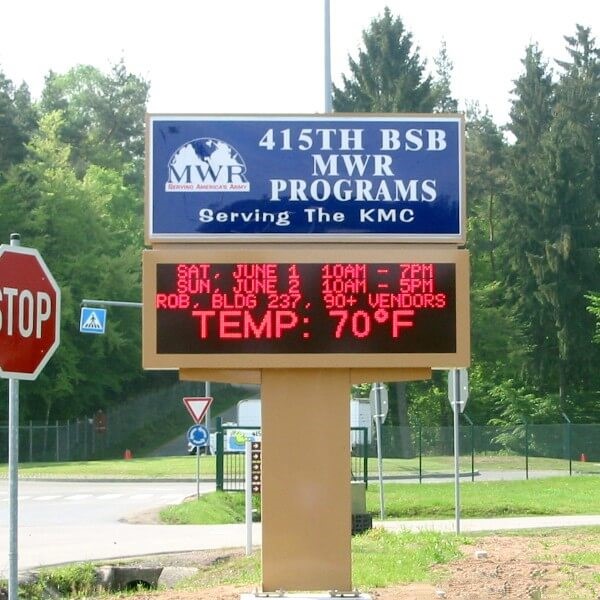 415TH BSB
MWR
MWR
SERVING AMERICA'S ARMY
PROGRAMS
Serving The KMC
SAT, JUNE 1 10AM - 7PM
SUN, JUNE 2 10AM - 5PM
ROB, BLDG 237, 90+ VENDORS
TEMP: 70°F
STOP